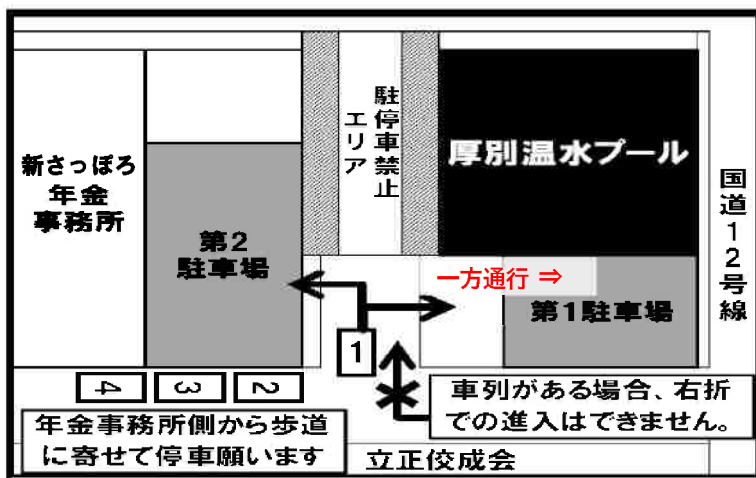 駐停車禁止
エリア
厚別温水プール
国道12号線
新さっぽろ
年金
事務所
第2
駐車場
一方通行 ⇒
第1駐車場
1
4
3
2
車列がある場合、右折
での進入はできません。
年金事務所側から歩道
に寄せて停車願います
立正佼成会